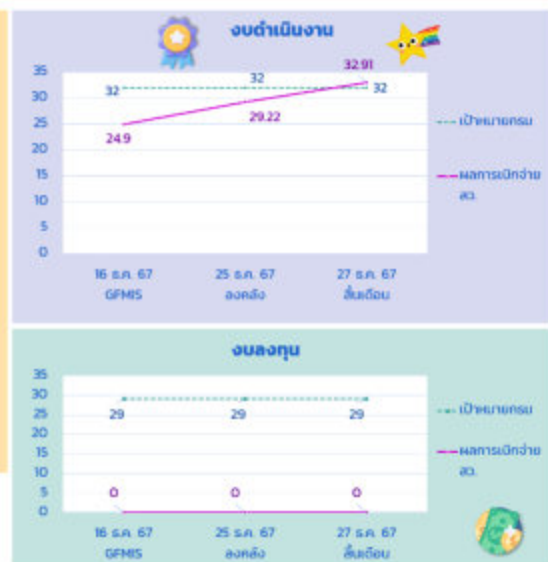 งบดำเนินงาน
35
30
25
20
15
10
5
0
32
32
32
24.9
29.22
32.91
16 ธ.ค. 67
GFMIS
25 ธ.ค. 67
ลงคลัง
27 ธ.ค. 67
สิ้นเดือน
เป้าหมายกรม
ผลการเบิกจ่าย
สว.
งบลงทุน
35
30
25
20
15
10
5
0
29
29
29
0
0
0
16 ธ.ค. 67
GFMIS
25 ธ.ค. 67
ลงคลัง
27 ธ.ค. 67
สิ้นเดือน
เป้าหมายกรม
ผลการเบิกจ่าย
สว.